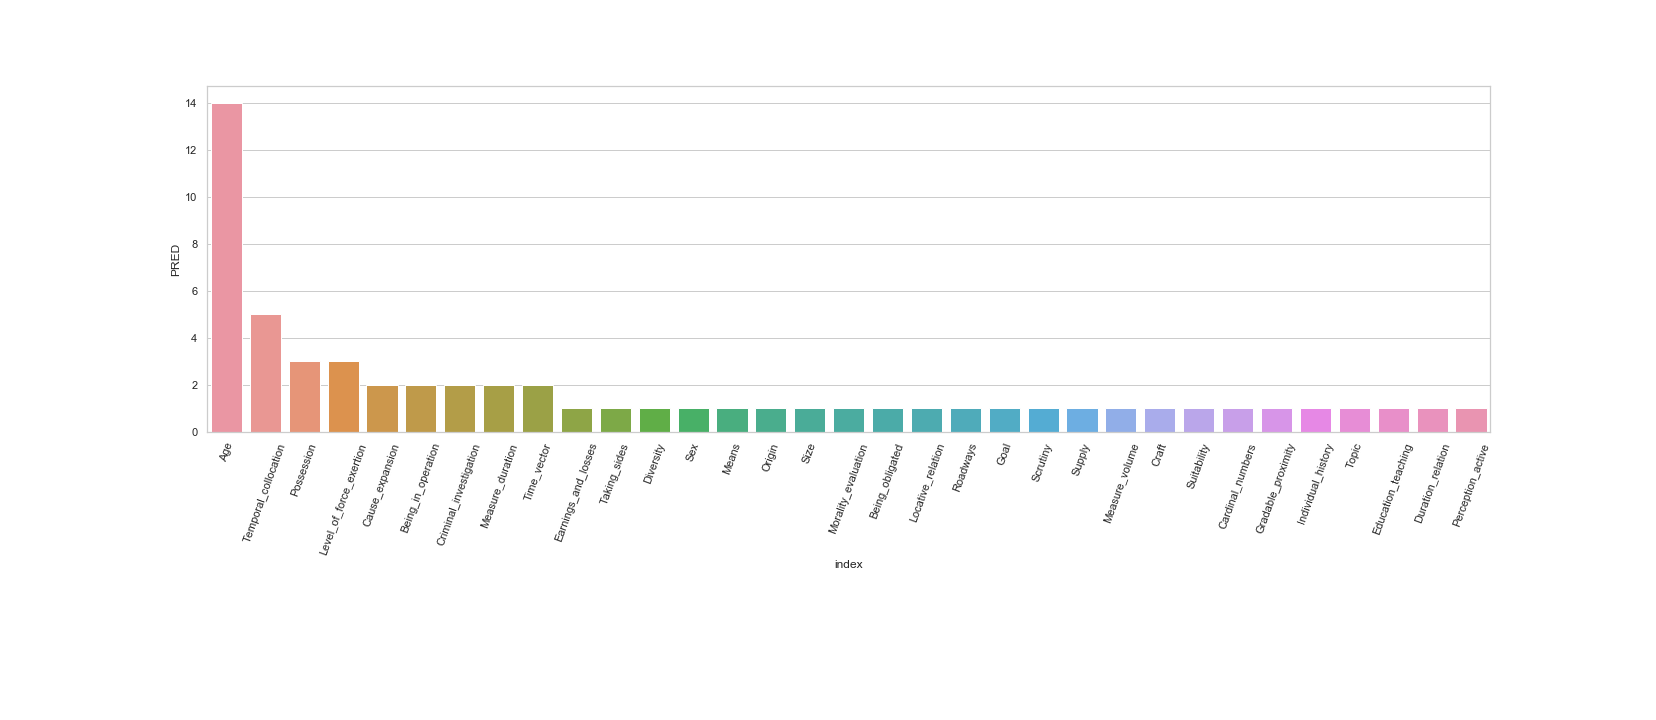 14
12
10
8
6
4
2
0
PRED
Age
Temporal_collocation
Possession
Level_of_force_exertion
Cause_expansion
Being_in_operation
Criminal_investigation
Measure_duration
Time_vector
Earnings_and_losses
Taking_sides
Diversity
Sex
Means
Origin
Size
Morality_evaluation
Being_obligated
Locative_relation
Roadways
Goal
Scrutiny
Supply
Measure_volume
Craft
Suitability
Cardinal_numbers
Gradable_proximity
Individual_history
Topic
Education_teaching
Duration_relation
Perception_active
index